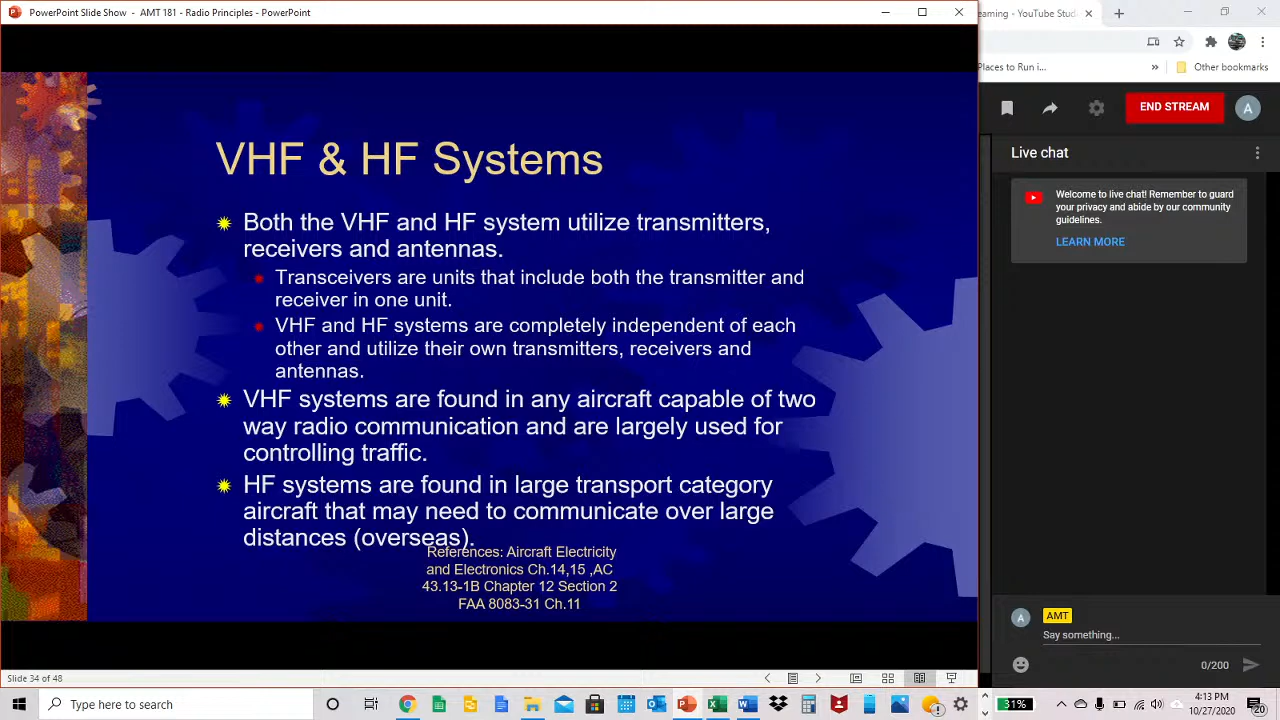 PowerPoint Slide Show - AMT 181 - Radio Principles - PowerPoint
earning - YouTube Studi
Places to Run i...
Other bookmarks
END STREAM
A
Live chat
Welcome to live chat! Remember to guard
your privacy and abide by our community
guidelines.
LEARN MORE
VHF & HF Systems
Both the VHF and HF system utilize transmitters,
receivers and antennas.
Transceivers are units that include both the transmitter and
receiver in one unit.
VHF and HF systems are completely independent of each
other and utilize their own transmitters, receivers and
antennas.
VHF systems are found in any aircraft capable of two
way radio communication and are largely used for
controlling traffic.
HF systems are found in large transport category
aircraft that may need to communicate over large
distances (overseas).
References: Aircraft Electricity
and Electronics Ch.14,15 ,AC
43.13-1B Chapter 12 Section 2
FAA 8083-31 Ch.11
A
AMT
Say something...
0/200
Slide 34 of 48
Type here to search
31%
4:13 PM
10/27/2020